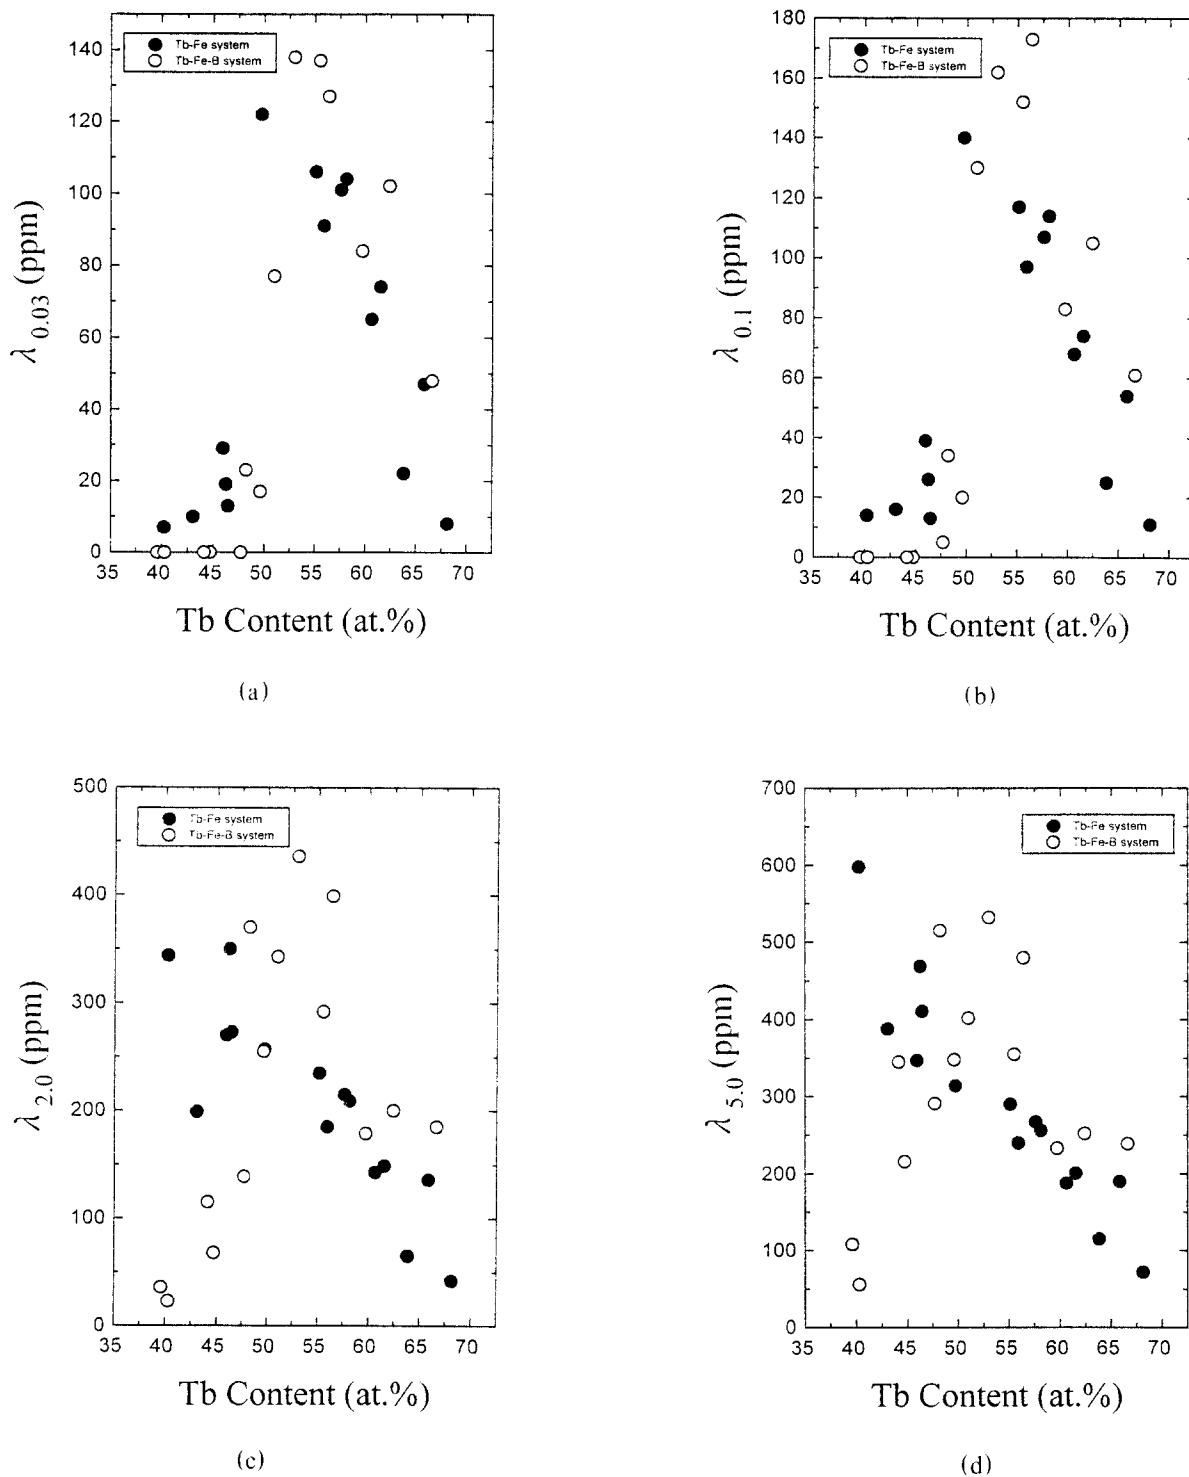 Tb-Fe system
Tb-Fe-B system
140
120
100
80
60
40
20
0
35 40 45 50 55 60 65 70
λ0.03 (ppm)
Tb Content (at.%)
(a)
Tb-Fe system
Tb-Fe-B system
180
160
140
120
100
80
60
40
20
0
35 40 45 50 55 60 65 70
λ0.1 (ppm)
Tb Content (at.%)
(b)
Tb-Fe system
Tb-Fe-B system
500
400
300
200
100
0
35 40 45 50 55 60 65 70
λ2.0 (ppm)
Tb Content (at.%)
(c)
Tb-Fe system
Tb-Fe-B system
700
600
500
400
300
200
100
0
35 40 45 50 55 60 65 70
λ5.0 (ppm)
Tb Content (at.%)
(d)